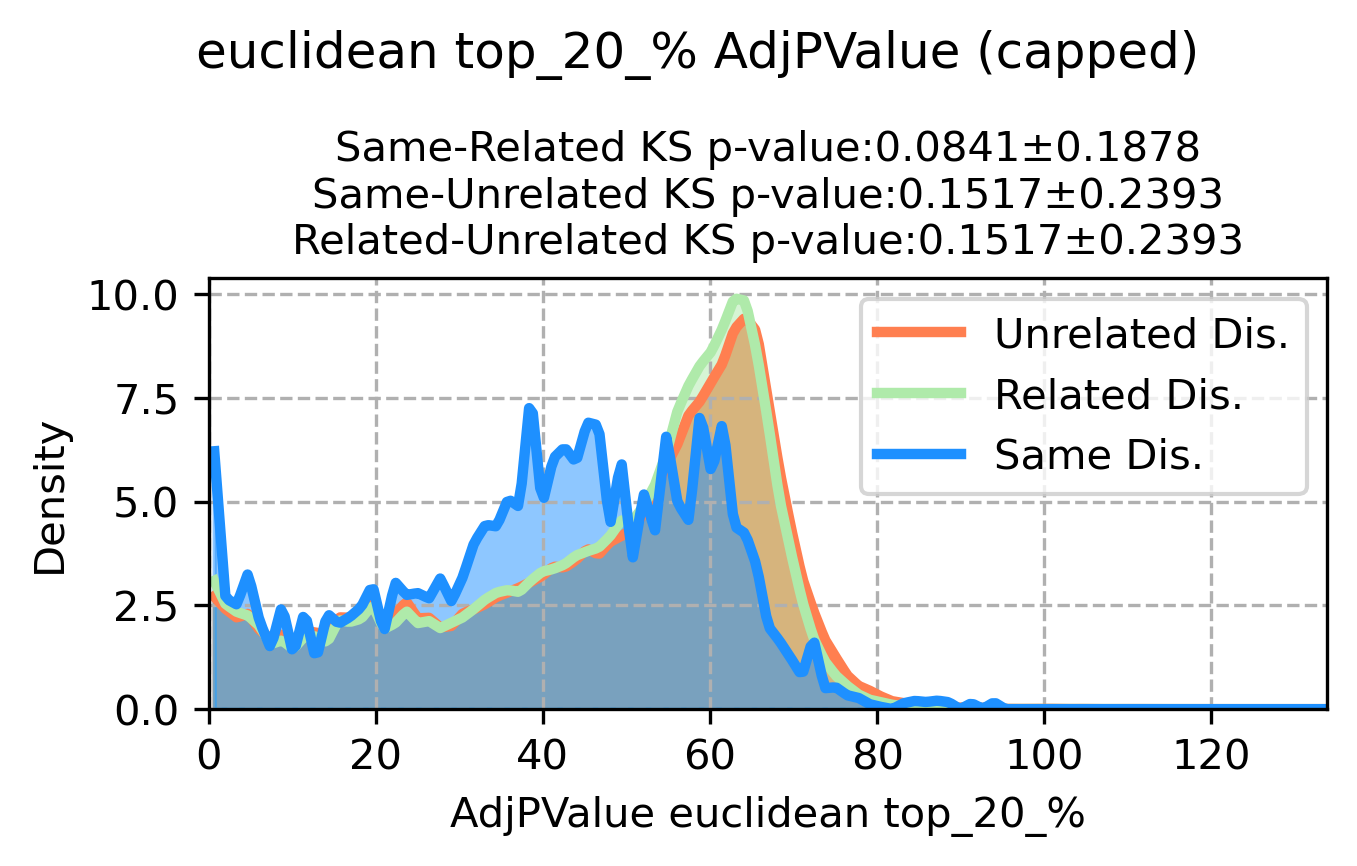 euclidean top_20_% AdjPValue (capped)
Same-Related KS p-value:0.0841±0.1878
Same-Unrelated KS p-value:0.1517±0.2393
Related-Unrelated KS p-value:0.1517±0.2393
10.0
7.5
5.0
2.5
0.0
Density
Unrelated Dis.
Related Dis.
Same Dis.
0 20 40 60 80 100 120
AdjPValue euclidean top_20_%